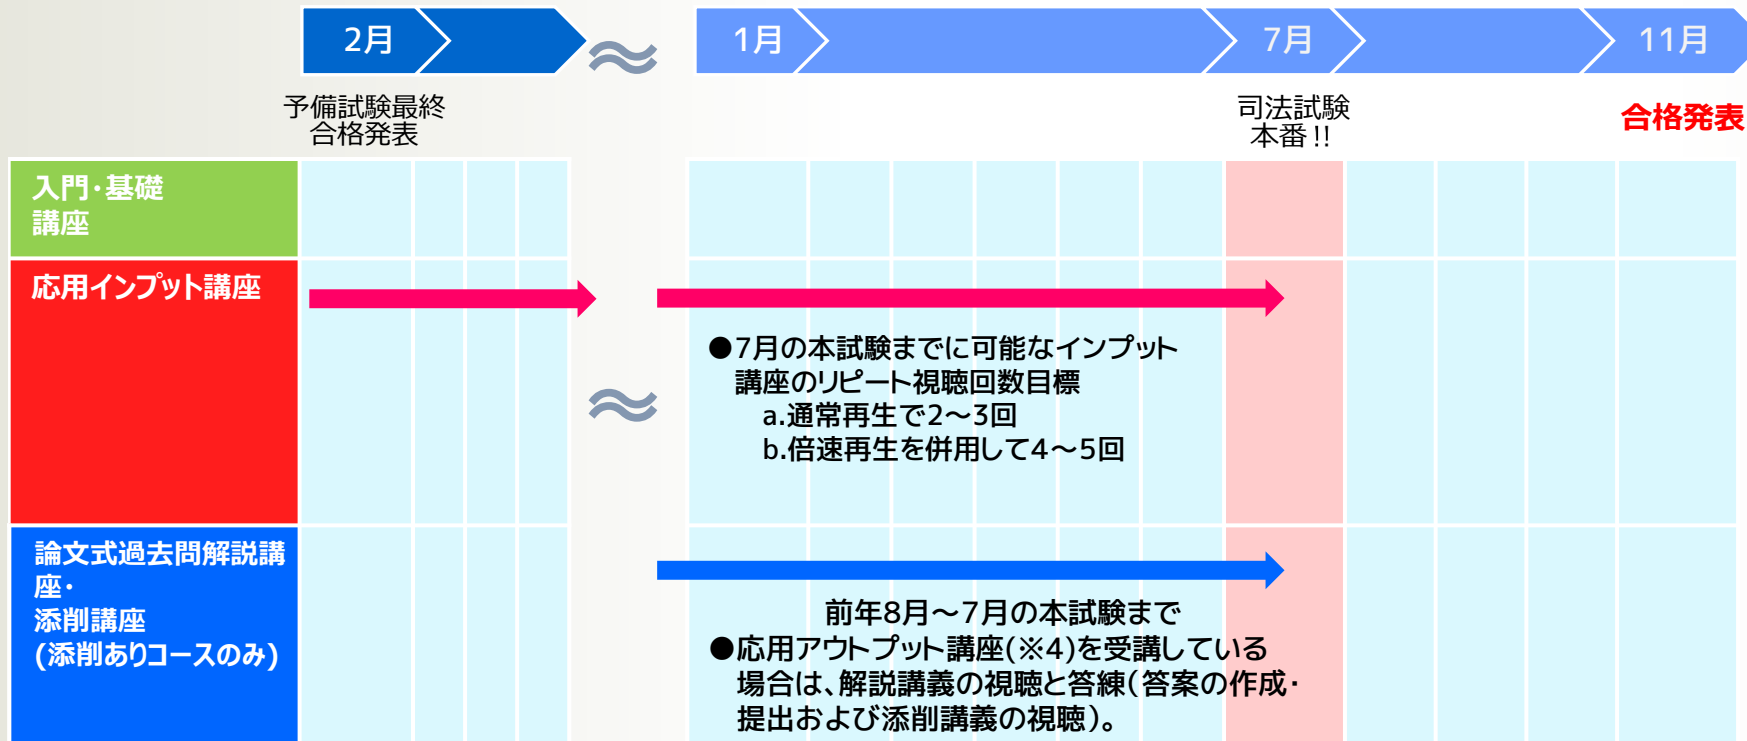 2月
1月
7月
11月
予備試験最終
合格発表
司法試験
本番!!
合格発表
入門・基礎
講座
応用インプット講座
●7月の本試験までに可能なインプット
講座のリピート視聴回数目標
a.通常再生で2～3回
b.倍速再生を併用して4～5回
論文式過去問解説講
座・
添削講座
(添削ありコースのみ)
前年8月～7月の本試験まで
●応用アウトプット講座(※4)を受講している
場合は、解説講義の視聴と答練(答案の作成・
提出および添削講義の視聴)。